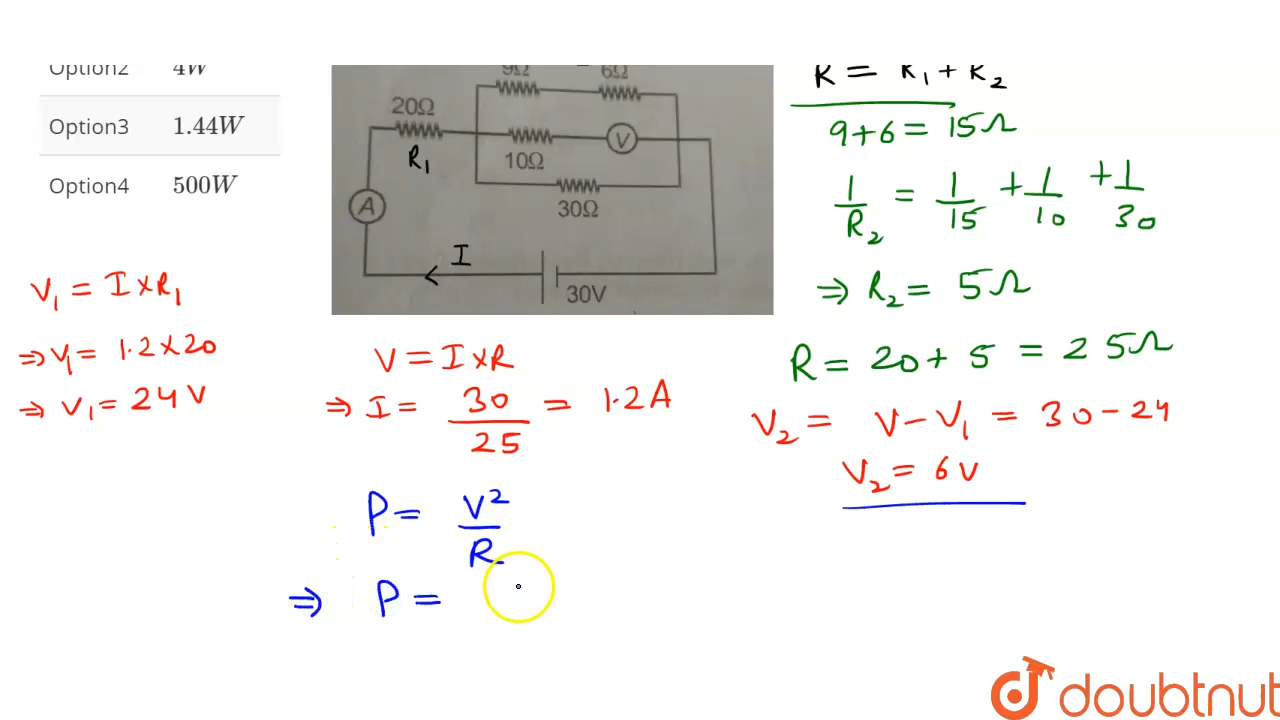 Option2 4W
Option3 1.44W
Option4 500W
9Ω 6Ω
20Ω
R₁
V
10Ω
A
30Ω
I
30V
R = R₁ + R₂
9+6 = 15Ω
1/R₂ = 1/15 + 1/10 + 1/30
⇒ R₂ = 5Ω
R = 20 + 5 = 25Ω
V₁ = I×R₁
⇒ V₁ = 1.2×20
⇒ V₁ = 24V
V = I×R
⇒ I = 30/25 = 1.2A
V₂ = V – V₁ = 30 – 24
V₂ = 6V
P = V²/R
⇒ P =
doubtnut